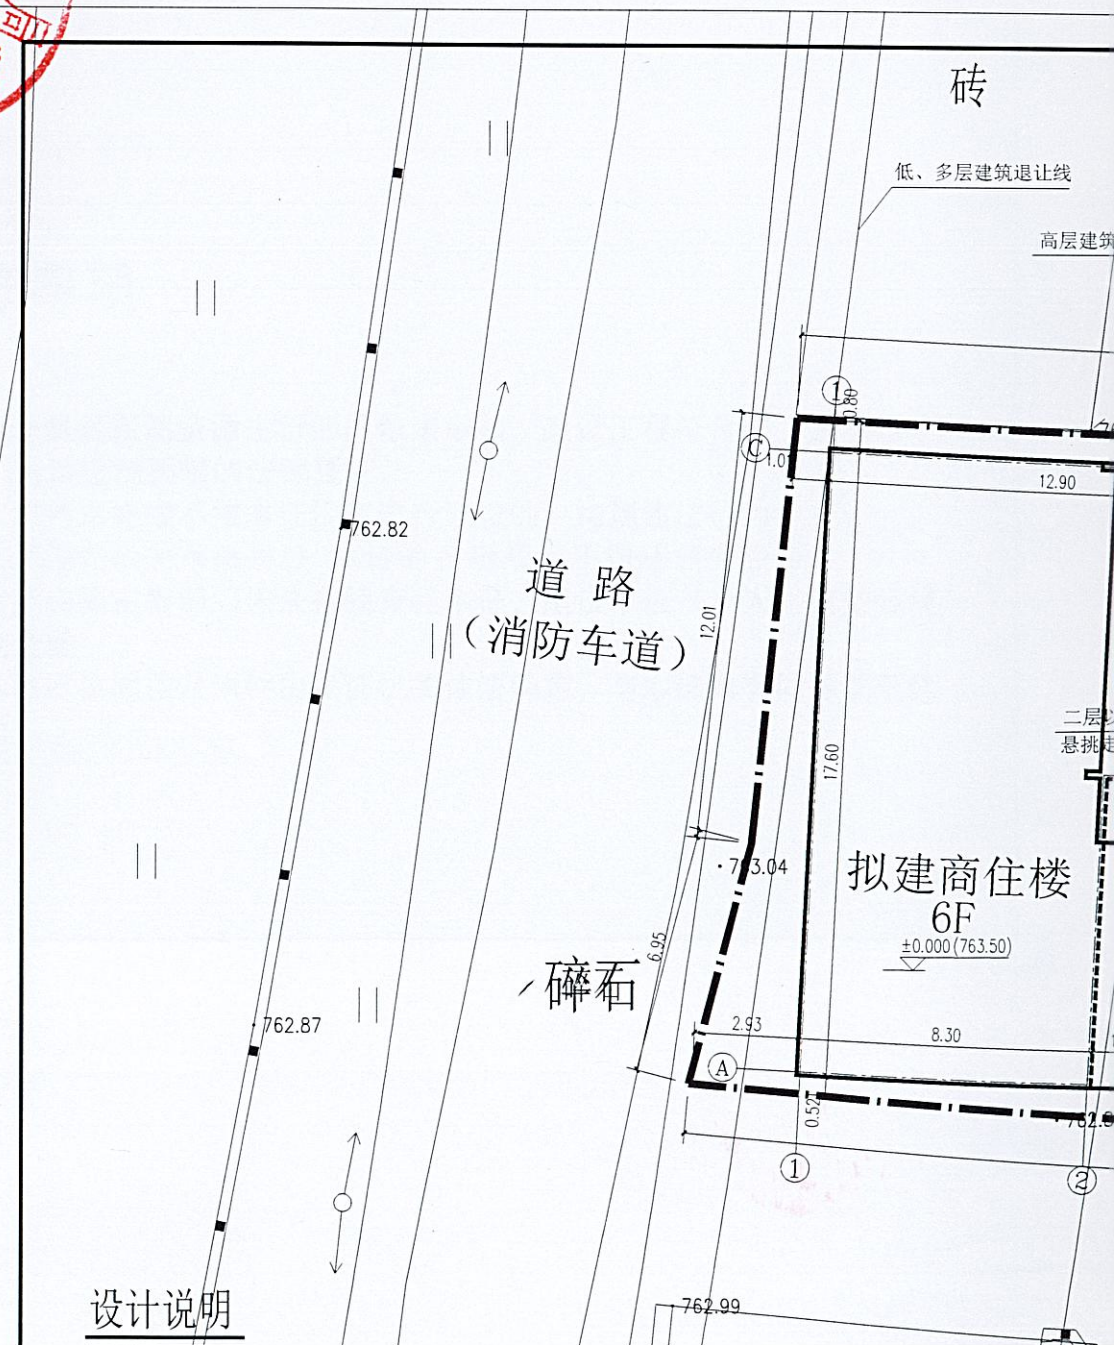 砖
低、多层建筑退让线
高层建筑
1
0.80
C
1.01
12.90
762.82
道 路
(消防车道)
12.01
17.60
二层
悬挑
763.04
拟建商住楼
6F
±0.000(763.50)
6.95
碎石
762.87
2.93
8.30
A
0.52
1
2
设计说明
762.99